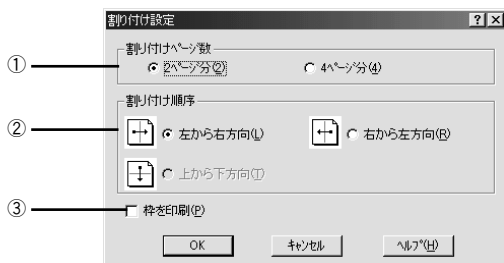 割り付け設定
? ×
割り付けページ数
① 2ページ分(2) 4ページ分(4)
割り付け順序
② 左から右方向(L) 右から左方向(R)
上から下方向(T)
③ 枠を印刷(P)
OK キャンセル ヘルプ(H)